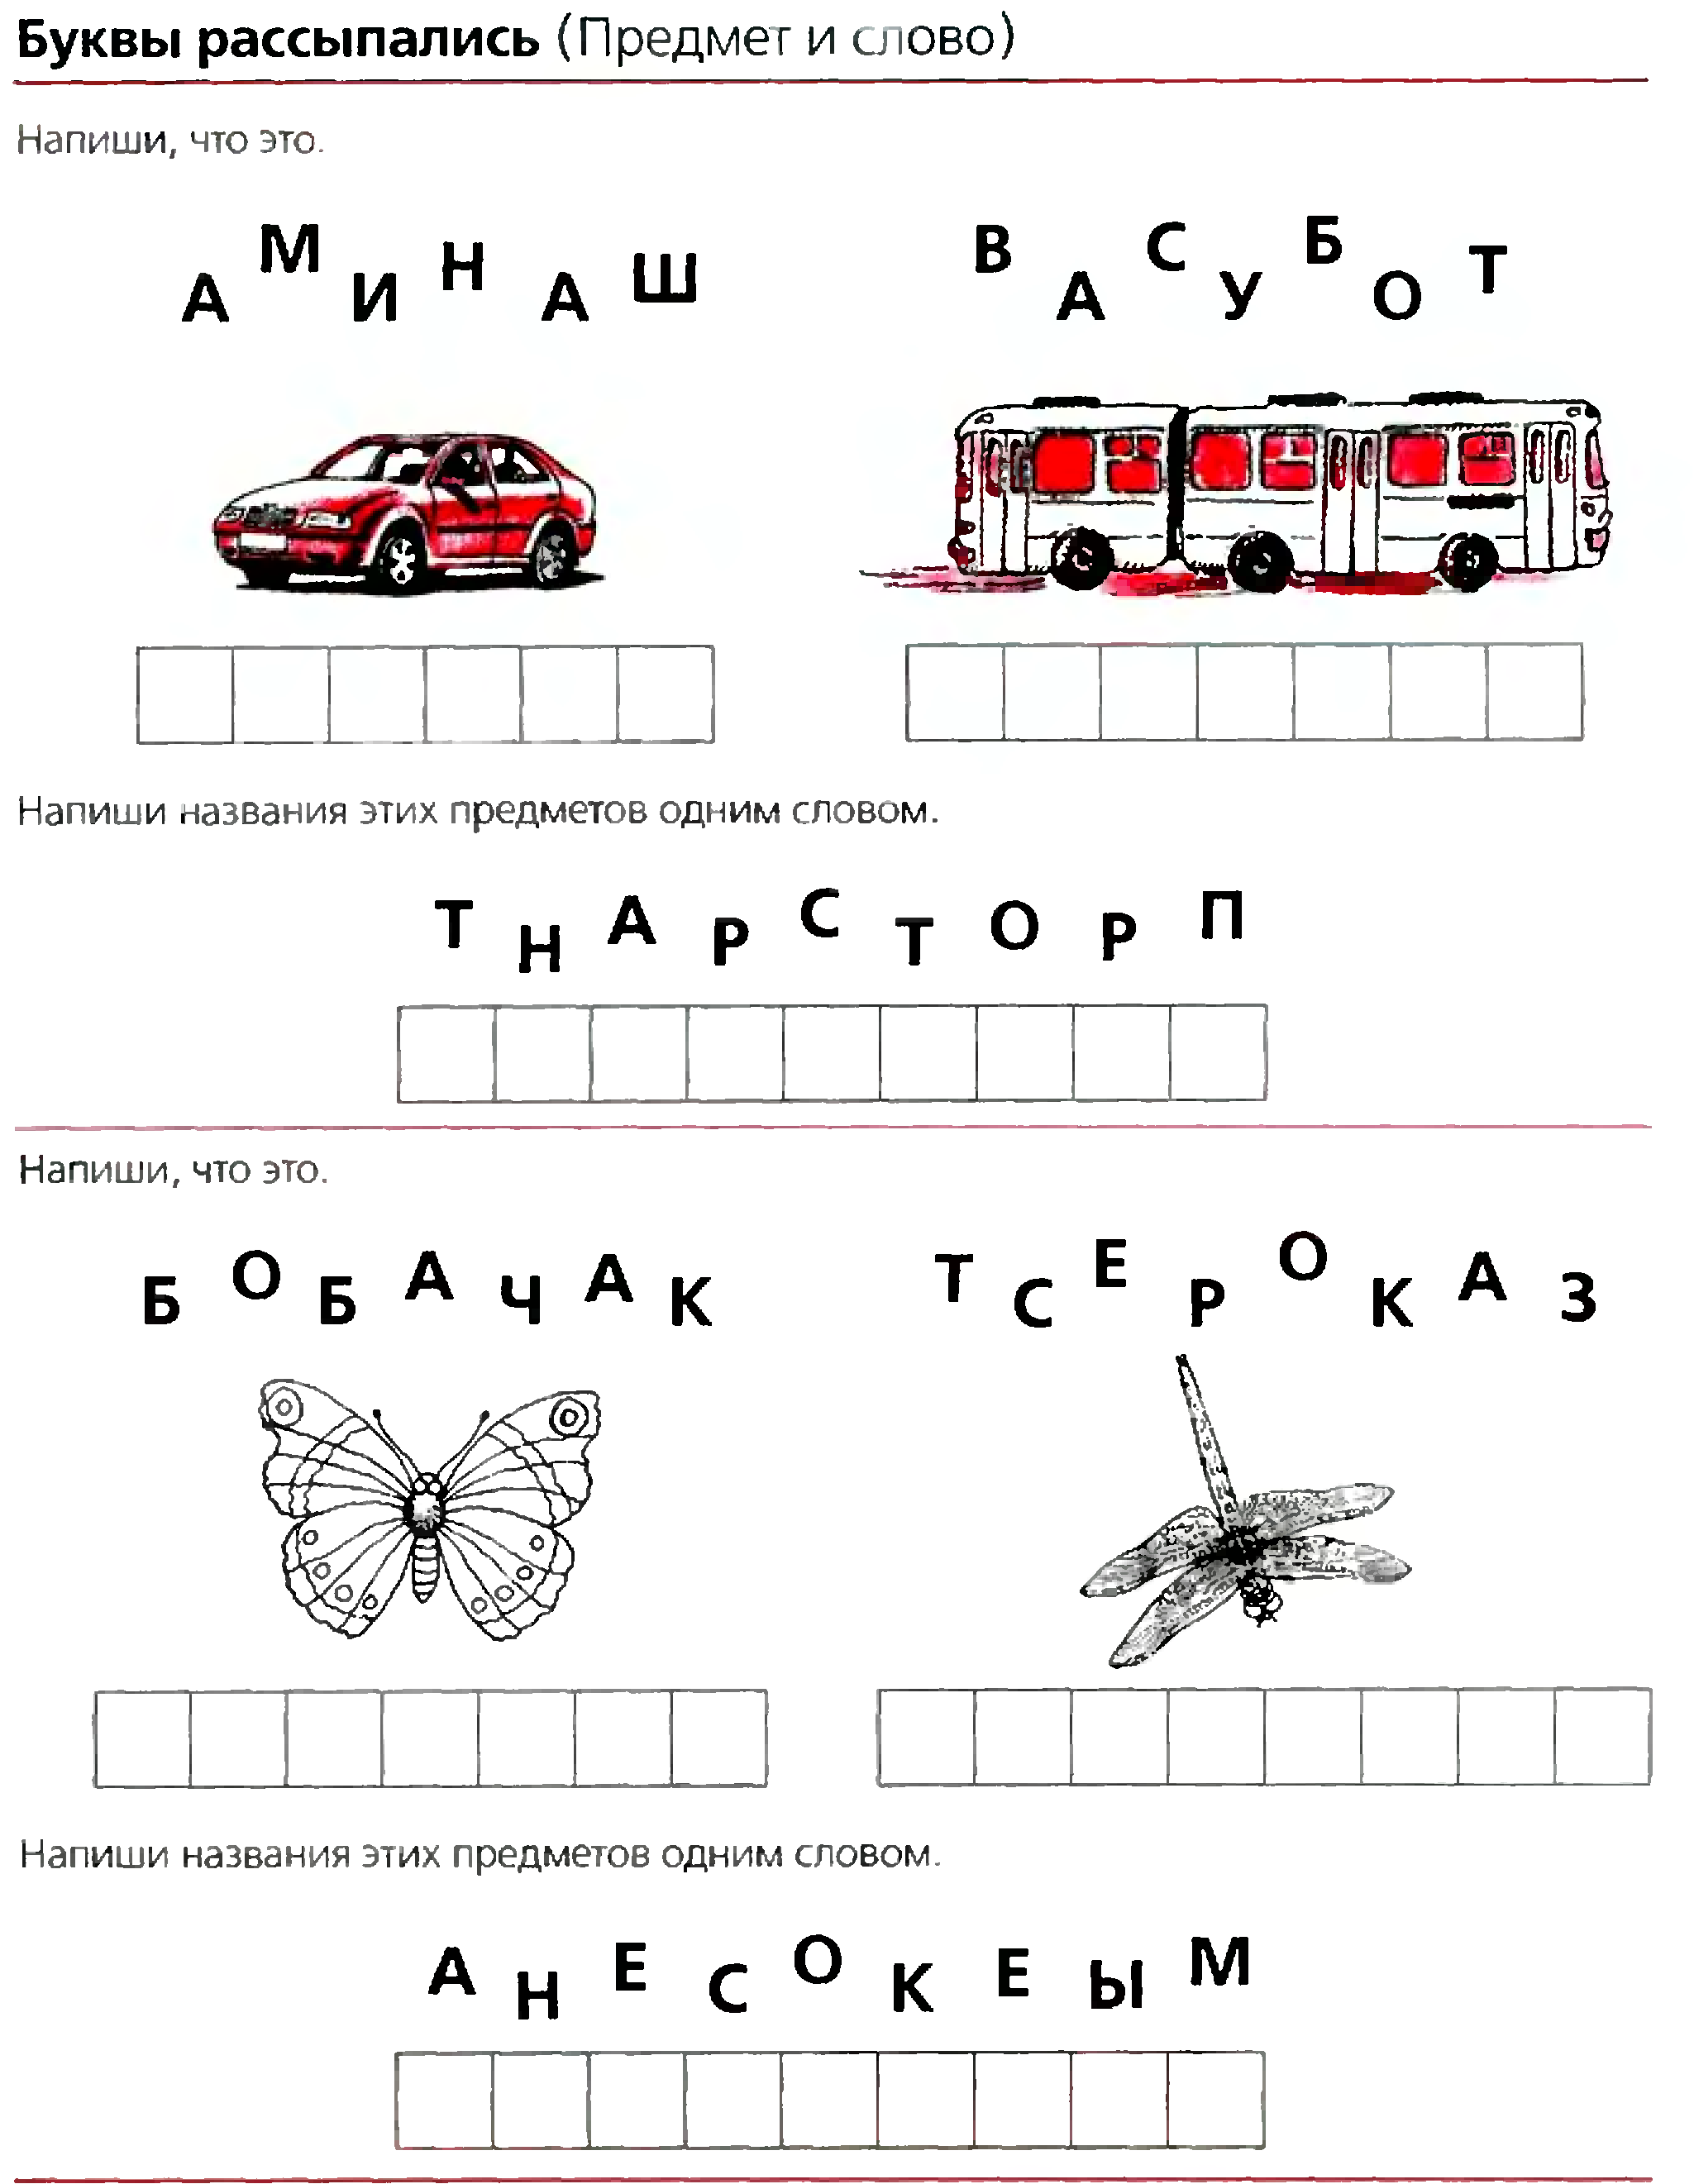 Буквы рассыпались (Предмет и слово)
Напиши, что это.
А М И Н А Ш
В А С У Б О Т
Напиши названия этих предметов одним словом.
Т Н А Р С Т О Р П
Напиши, что это.
Б О Б А Ч А К
Т С Е Р О К А З
Напиши названия этих предметов одним словом.
А Н Е С О К Е Ы М